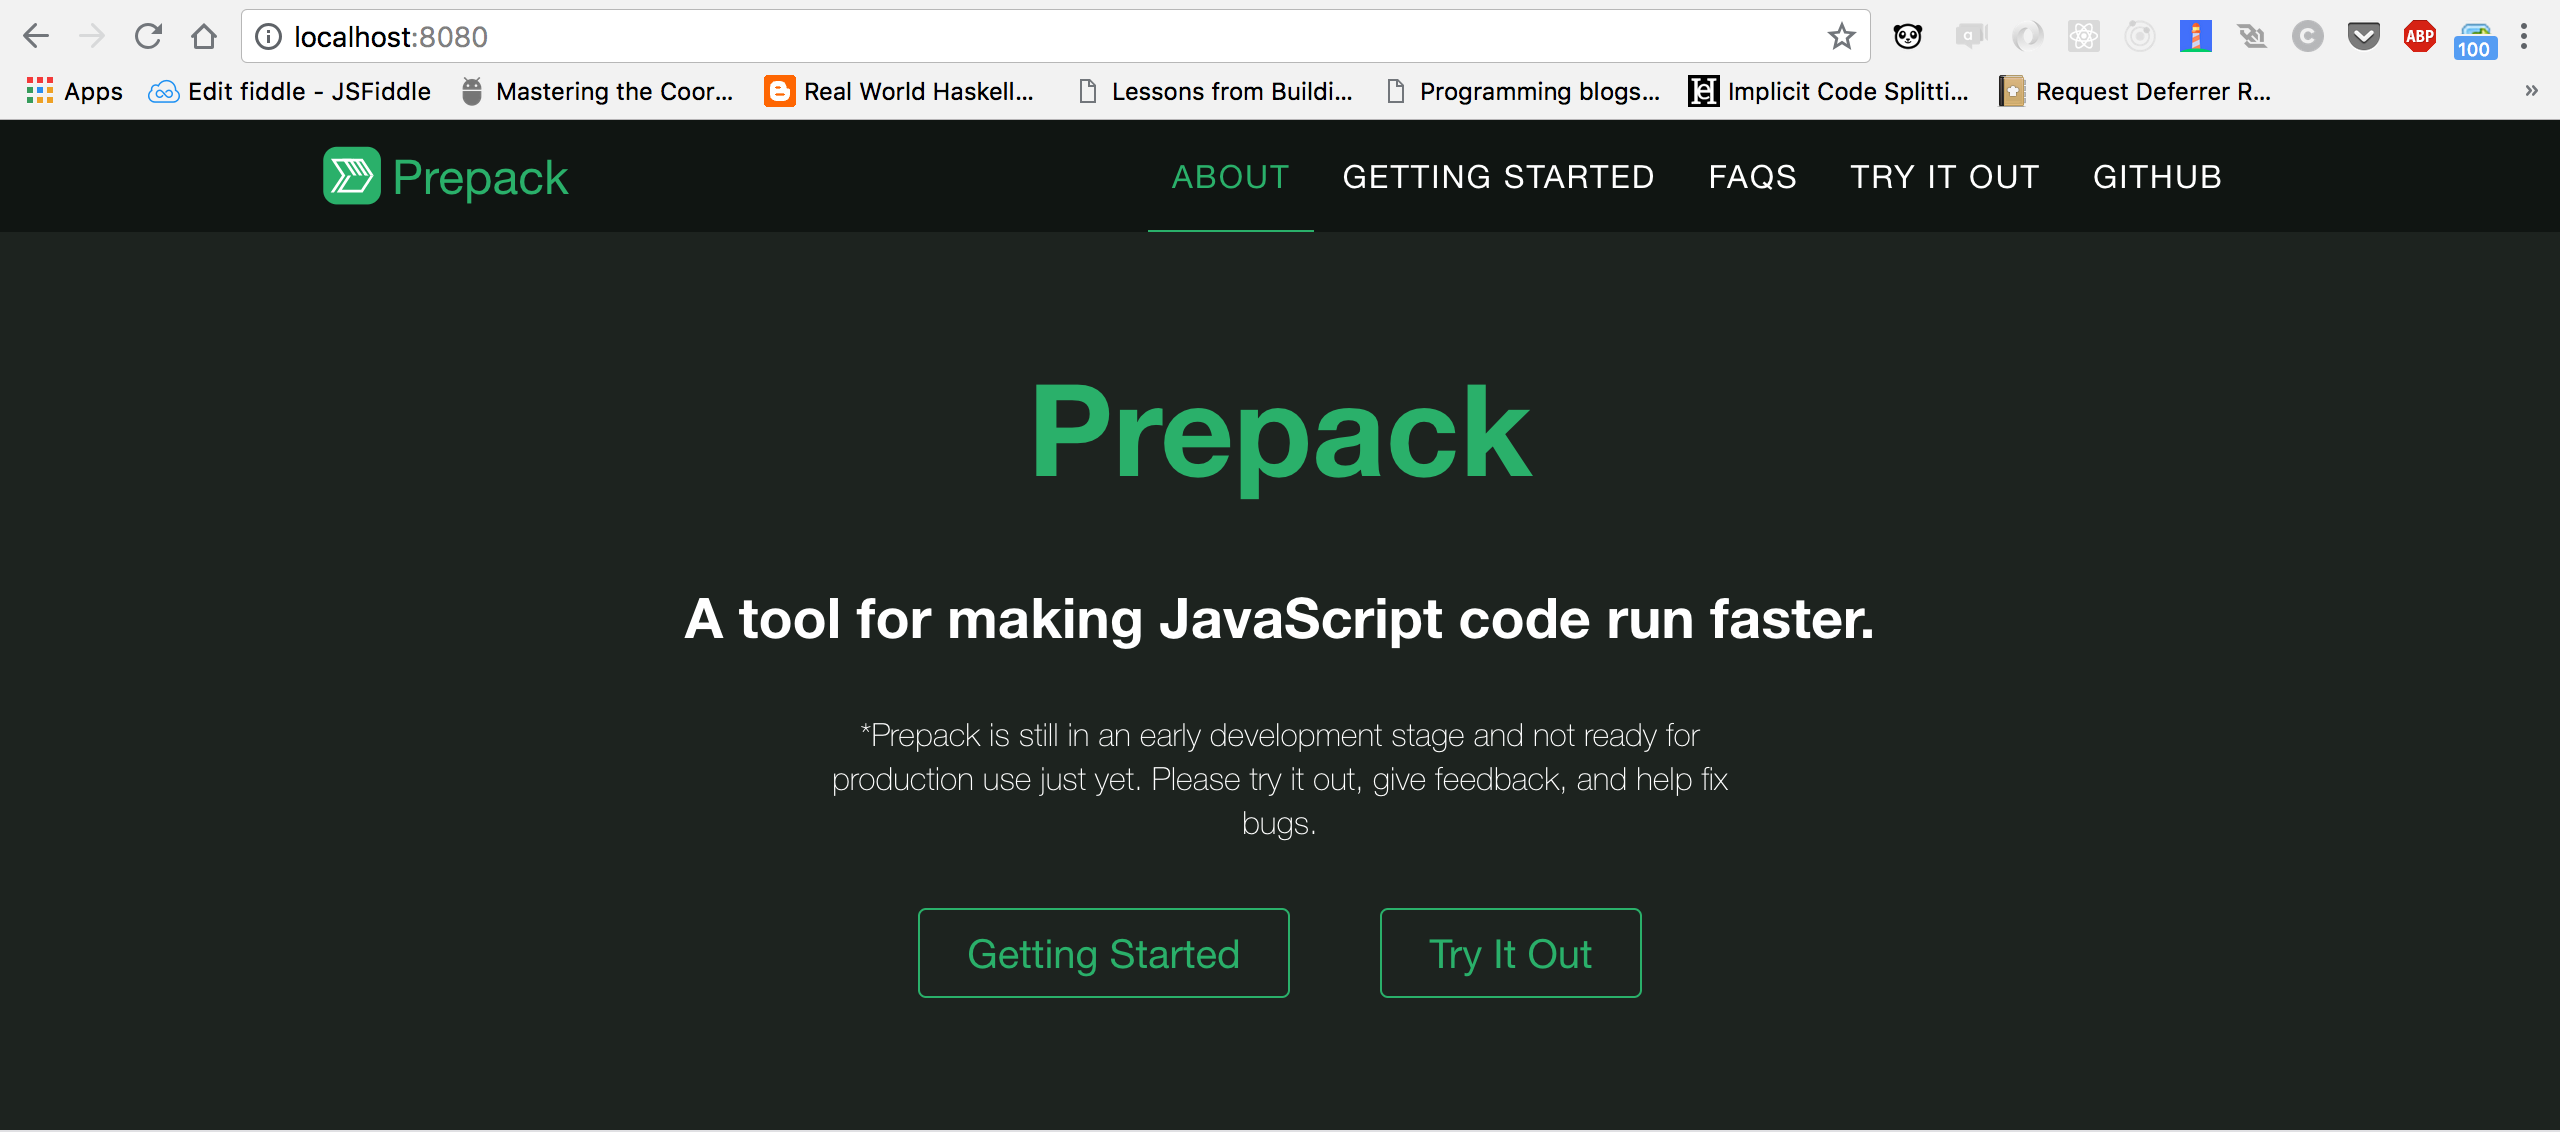 localhost:8080
ABP
100
Apps
Edit fiddle - JSFiddle
Mastering the Coor...
Real World Haskell...
Lessons from Buildi...
Programming blogs...
Implicit Code Splitti...
Request Deferrer R...
»
Prepack
ABOUT
GETTING STARTED
FAQS
TRY IT OUT
GITHUB
Prepack
A tool for making JavaScript code run faster.
*Prepack is still in an early development stage and not ready for
production use just yet. Please try it out, give feedback, and help fix
bugs.
Getting Started
Try It Out